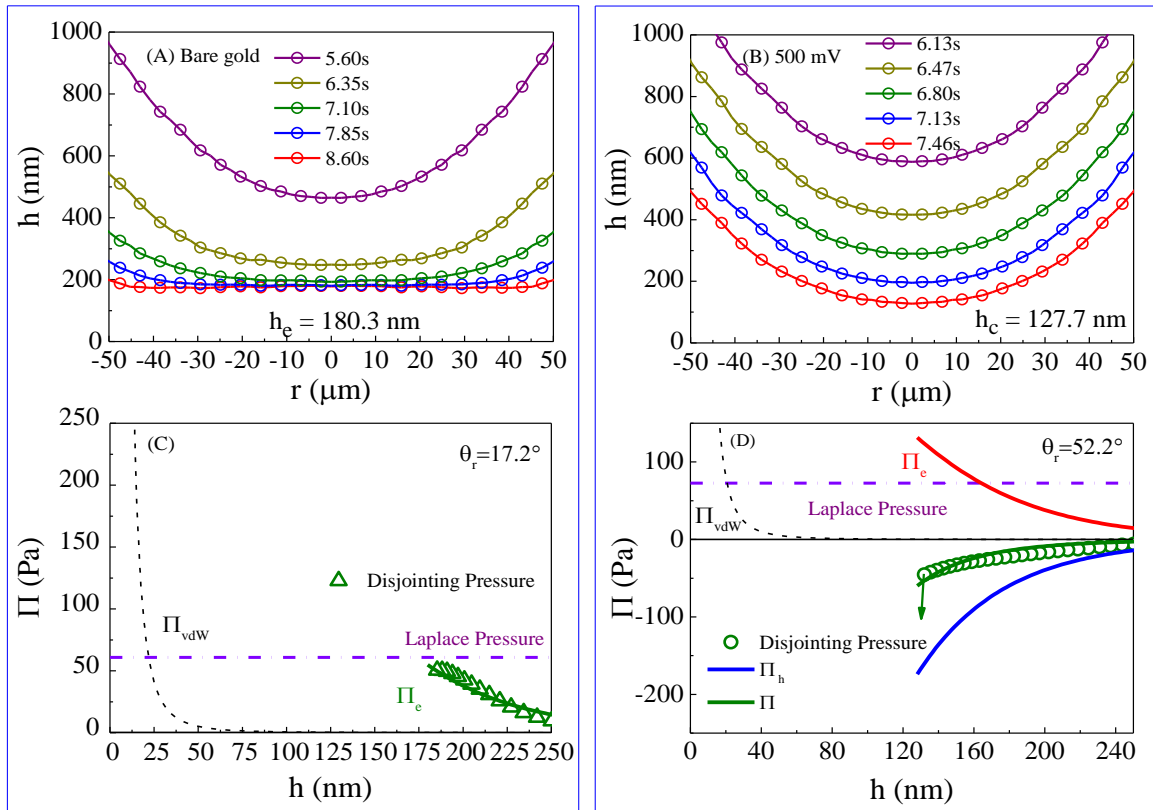 (A) Bare gold
5.60s
6.35s
7.10s
7.85s
8.60s
h_e = 180.3 nm
1000
800
600
400
200
0
h (nm)
-50 -40 -30 -20 -10 0 10 20 30 40 50
r (μm)
(B) 500 mV
6.13s
6.47s
6.80s
7.13s
7.46s
h_c = 127.7 nm
1000
800
600
400
200
0
h (nm)
-50 -40 -30 -20 -10 0 10 20 30 40 50
r (μm)
(C)
θ_r=17.2°
Π_vdW
Disjointing Pressure
Laplace Pressure
Π_e
250
200
150
100
50
0
Π (Pa)
0 25 50 75 100 125 150 175 200 225 250
h (nm)
(D)
θ_r=52.2°
Π_e
Laplace Pressure
Π_vdW
Disjointing Pressure
Π_h
Π
100
0
-100
-200
Π (Pa)
0 40 80 120 160 200 240
h (nm)